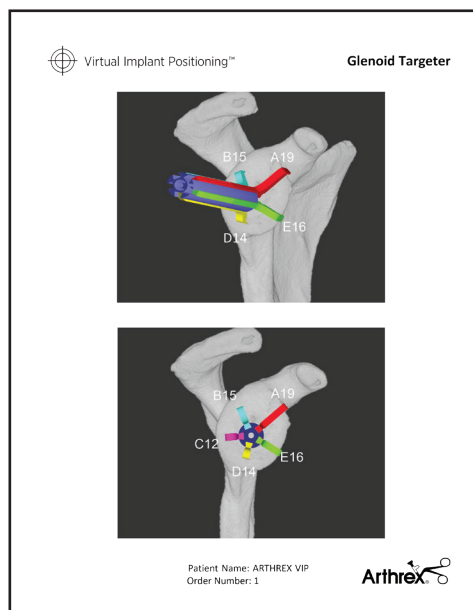 Virtual Implant Positioning™
Glenoid Targeter
B15
A19
E16
D14
B15
A19
C12
E16
D14
Patient Name: ARTHREX VIP
Order Number: 1
Arthrex®